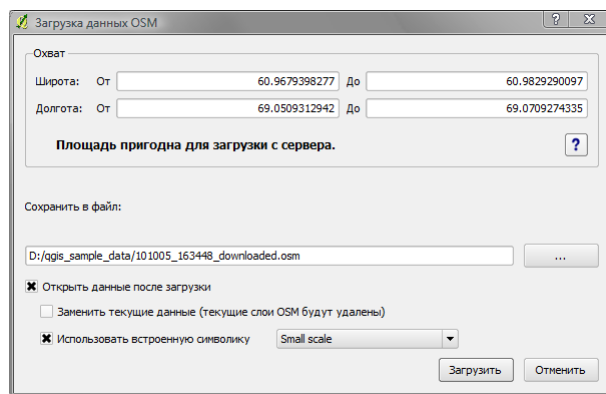 Загрузка данных OSM
? X
Охват
Широта: От 60.9679398277 До 60.9829290097
Долгота: От 69.0509312942 До 69.0709274335
Площадь пригодна для загрузки с сервера.
?
Сохранить в файл:
D:/qgis_sample_data/101005_163448_downloaded.osm ...
Открыть данные после загрузки
Заменить текущие данные (текущие слои OSM будут удалены)
Использовать встроенную символику Small scale
Загрузить Отменить